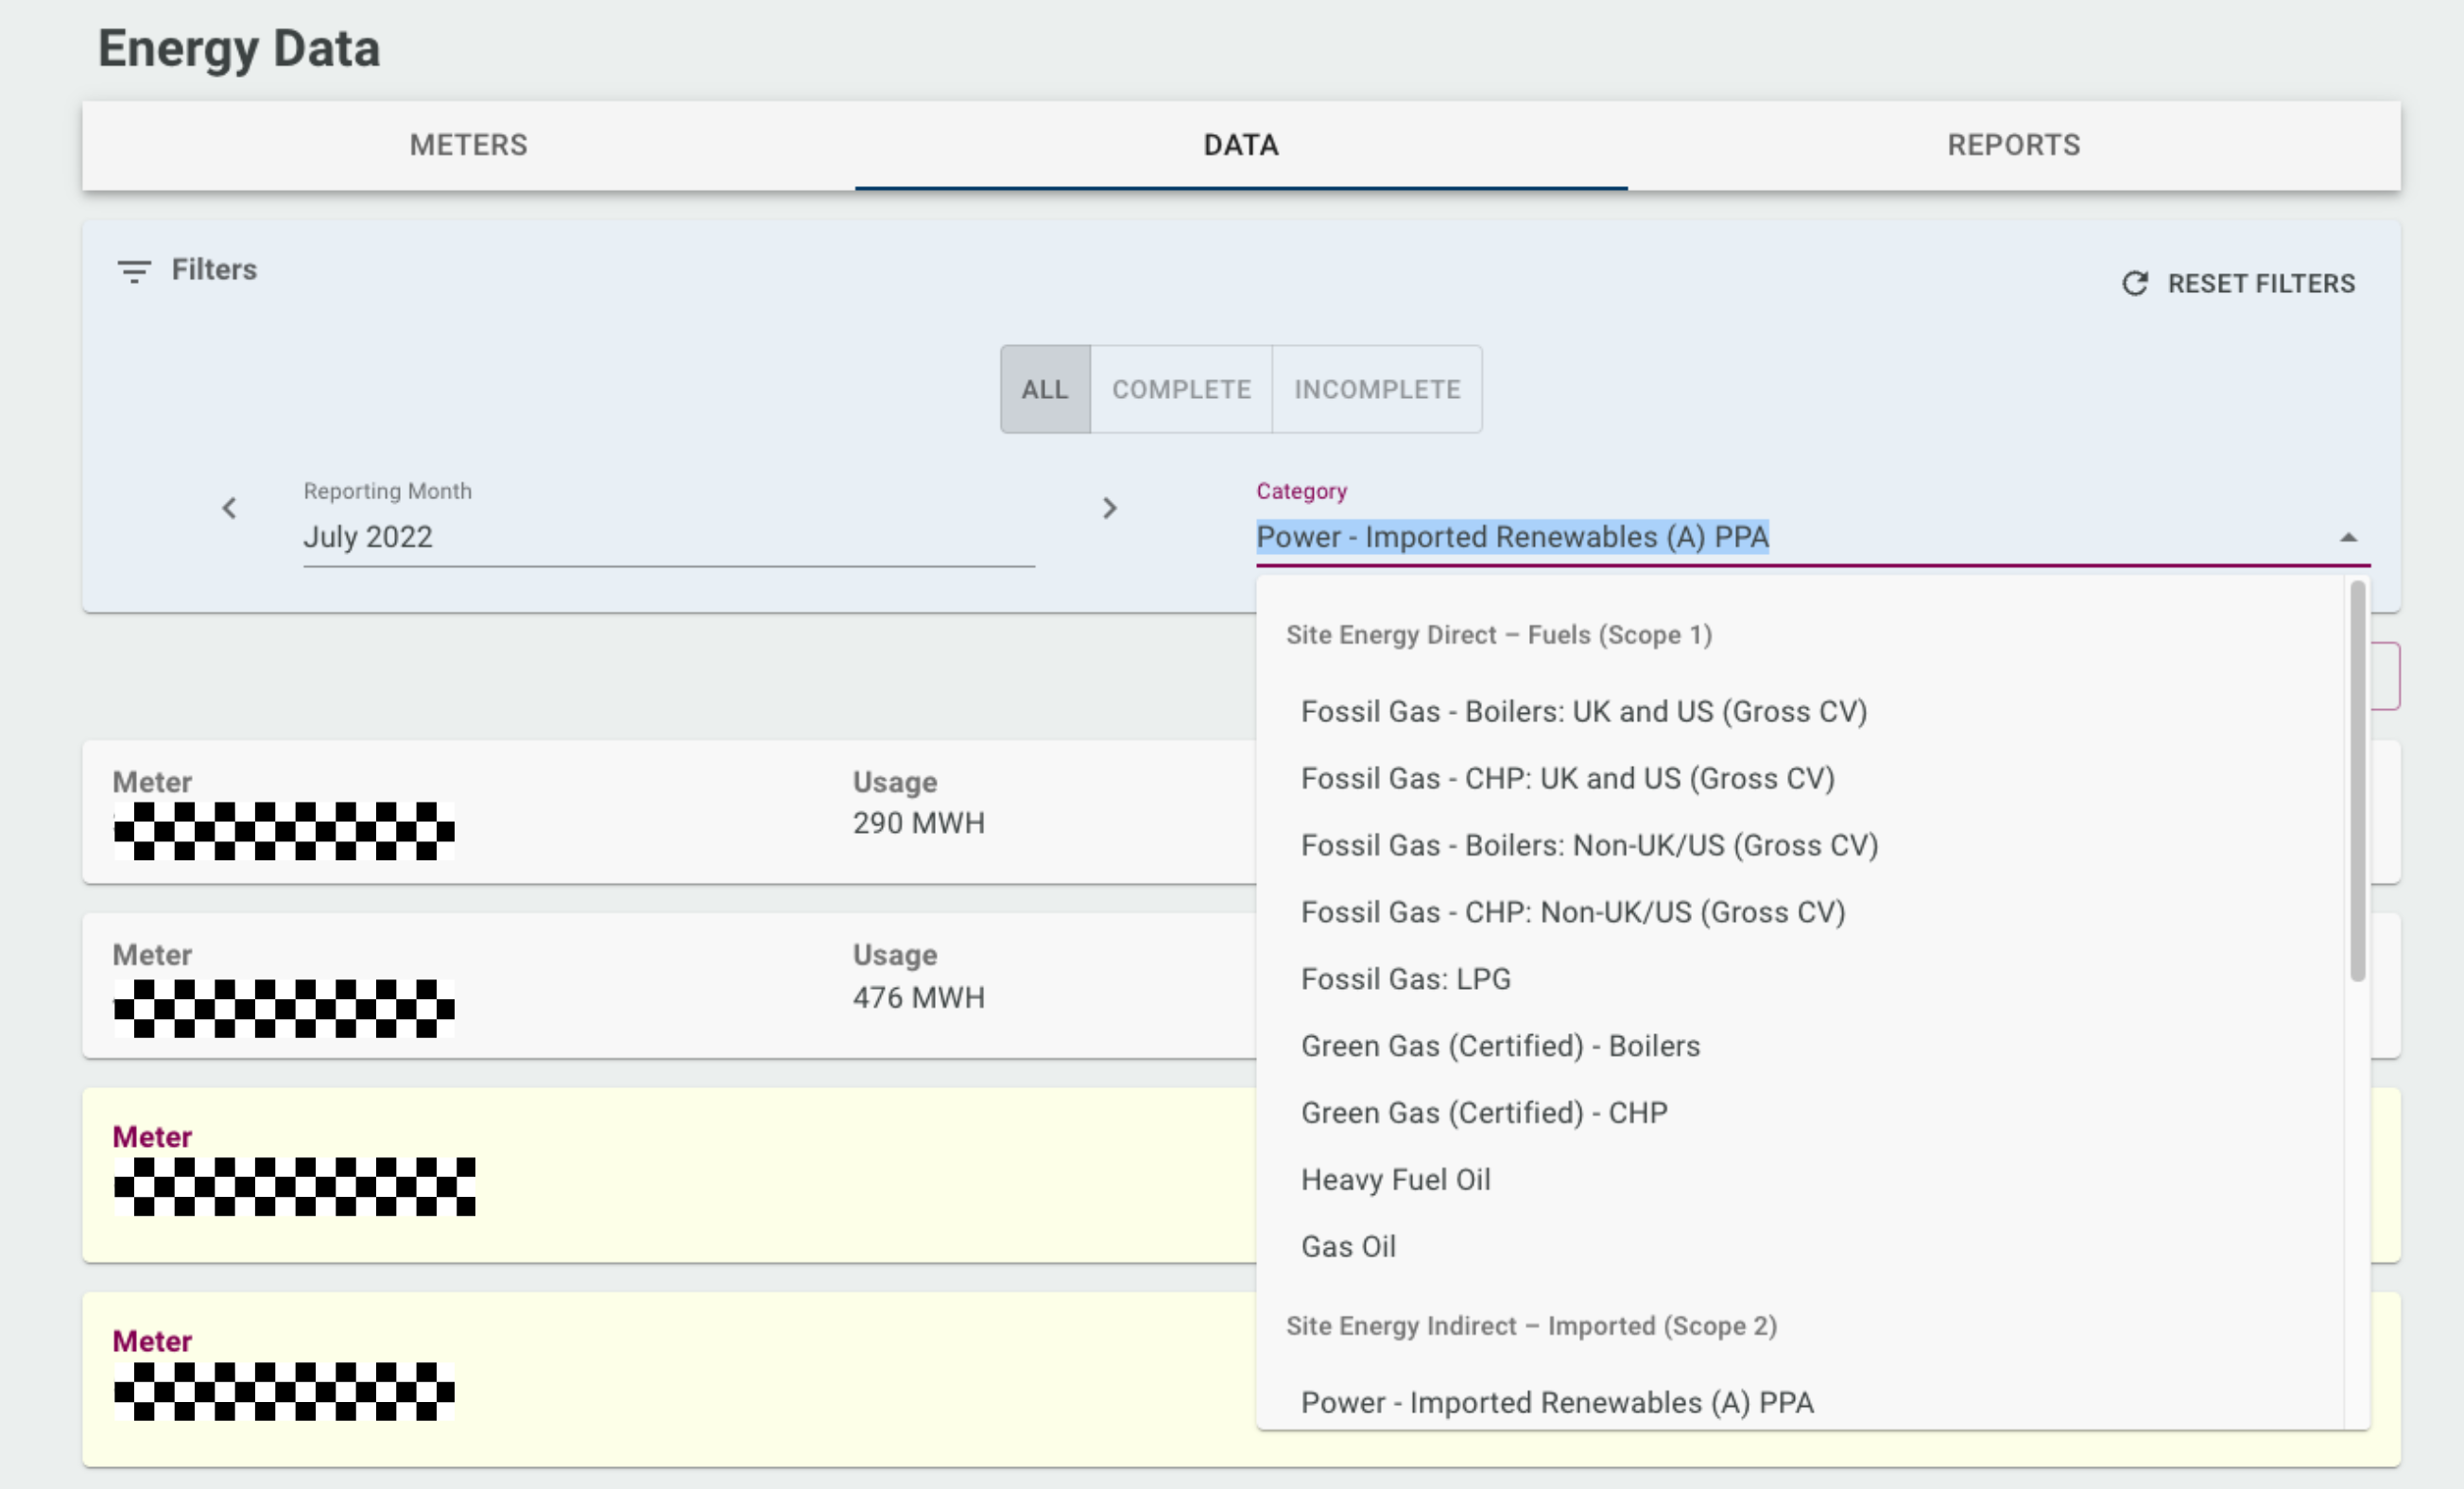 Energy Data
METERS
DATA
REPORTS
Filters
RESET FILTERS
ALL
COMPLETE
INCOMPLETE
Reporting Month
July 2022
Category
Power - Imported Renewables (A) PPA
Site Energy Direct – Fuels (Scope 1)
Fossil Gas - Boilers: UK and US (Gross CV)
Fossil Gas - CHP: UK and US (Gross CV)
Fossil Gas - Boilers: Non-UK/US (Gross CV)
Fossil Gas - CHP: Non-UK/US (Gross CV)
Fossil Gas: LPG
Green Gas (Certified) - Boilers
Green Gas (Certified) - CHP
Heavy Fuel Oil
Gas Oil
Site Energy Indirect – Imported (Scope 2)
Power - Imported Renewables (A) PPA
Meter
Usage
290 MWH
Meter
Usage
476 MWH
Meter
Meter